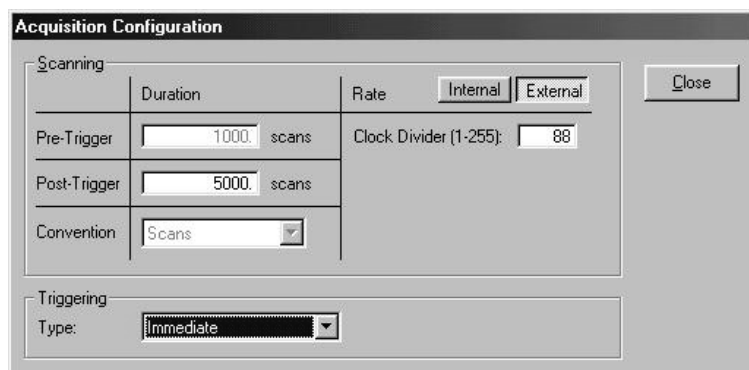 Acquisition Configuration
Scanning
Duration
Rate Internal External
Close
Pre-Trigger 1000. scans
Clock Divider (1-255): 88
Post-Trigger 5000. scans
Convention Scans
Triggering
Type: Immediate